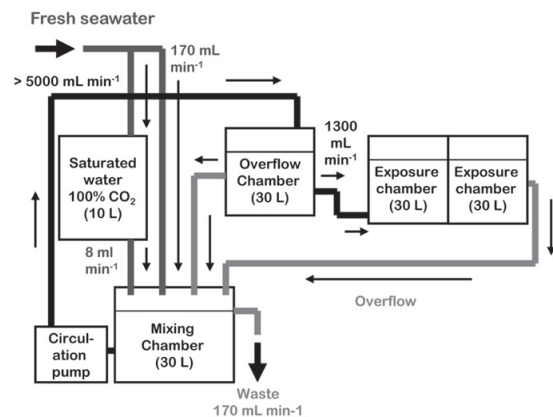 Fresh seawater
170 mL
min-1
> 5000 mL min-1
1300
mL
min-1
Saturated
water
100% CO2
(10 L)
Overflow
Chamber
(30 L)
Exposure
chamber
(30 L)
Exposure
chamber
(30 L)
8 ml
min-1
Overflow
Mixing
Chamber
(30 L)
Circul-
ation
pump
Waste
170 mL min-1